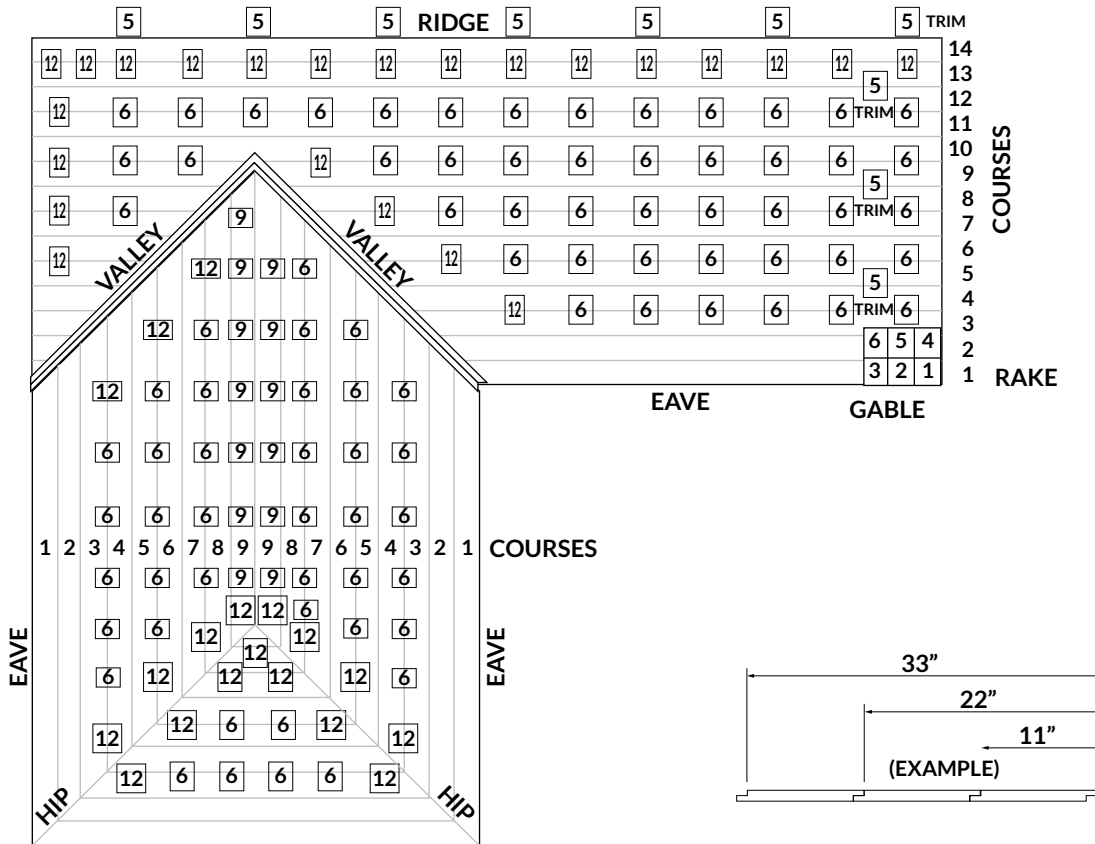 5 5 5 RIDGE 5 5 5 5 TRIM
14
12 12 12 12 12 12 12 12 12 12 12 12 12 12 12
13
5
12
12 6 6 6 6 6 6 6 6 6 6 6 6 TRIM 6
11
10
12 6 6 12 6 6 6 6 6 6 6 6 6
9
COURSES
5
8
12 6 12 6 6 6 6 6 6 6 TRIM 6
7
9
VALLEY
VALLEY
6
12 12 6 6 6 6 6 6 6
5
12 9 9 6
5
4
12 6 6 6 6 6 TRIM 6
3
12 6 9 9 6 6
6 5 4
2
3 2 1
1 RAKE
12 6 6 9 9 6 6 6
EAVE
GABLE
6 6 6 9 9 6 6 6
6 6 6 9 9 6 6 6
1 2 3 4 5 6 7 8 9 9 8 7 6 5 4 3 2 1 COURSES
6 6 6 9 9 6 6 6
12 12 6
6 6 12 12 6 6
12
EAVE
EAVE
6 12 12 12 12 6
12 6 6 12
12 12
12 6 6 6 6 12
HIP
HIP
33”
22”
11”
(EXAMPLE)